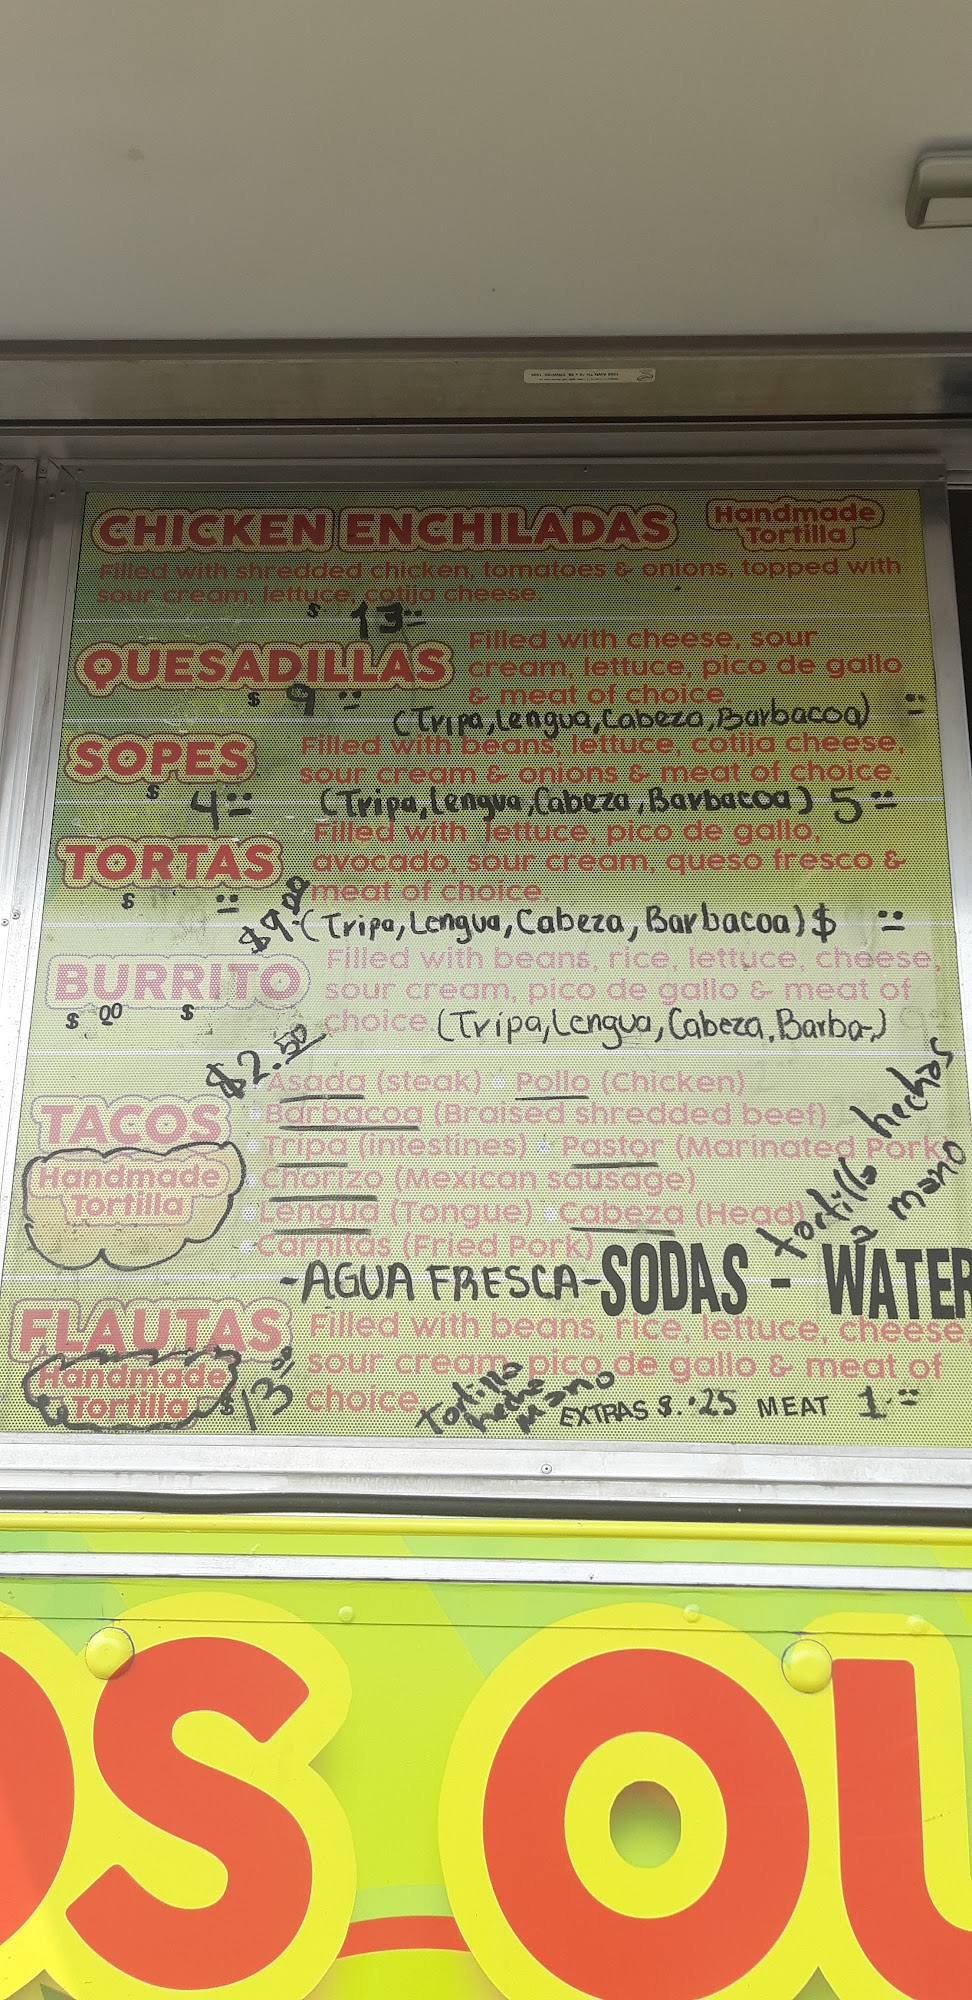 CHICKEN ENCHILADAS Handmade Tortilla
Filled with shredded chicken, tomatoes & onions, topped with
sour cream, lettuce, cotija cheese.
$ 13
QUESADILLAS
Filled with cheese, sour
cream, lettuce, pico de gallo
& meat of choice
$ 9
(Tripa, Lengua, Cabeza, Barbacoa)
SOPES
Filled with beans, lettuce, cotija cheese,
sour cream & onions & meat of choice.
$ 4
(Tripa, Lengua, Cabeza, Barbacoa) 5
TORTAS
Filled with lettuce, pico de gallo,
avocado, sour cream, queso fresco &
meat of choice.
$
$9.00 (Tripa, Lengua, Cabeza, Barbacoa) $
BURRITO
Filled with beans, rice, lettuce, cheese,
sour cream, pico de gallo & meat of
choice. (Tripa, Lengua, Cabeza, Barba.)
$ 00 $
$2.50
TACOS
Handmade
Tortilla
Asada (steak) • Pollo (Chicken)
• Barbacoa (Braised shredded beef)
• Tripa (intestines) • Pastor (Marinated Pork
• Chorizo (Mexican sausage)
• Lengua (Tongue) • Cabeza (Head)
• Carnitas (Fried Pork)
tortilla hechas
a mano
-AGUA FRESCA-SODAS - WATER
FLAUTAS
Handmade
Tortilla
$13.00
Filled with beans, rice, lettuce, cheese
sour cream, pico de gallo & meat of
choice.
Tortilla
hecha
mano
EXTRAS $.25 MEAT 1
OS OU